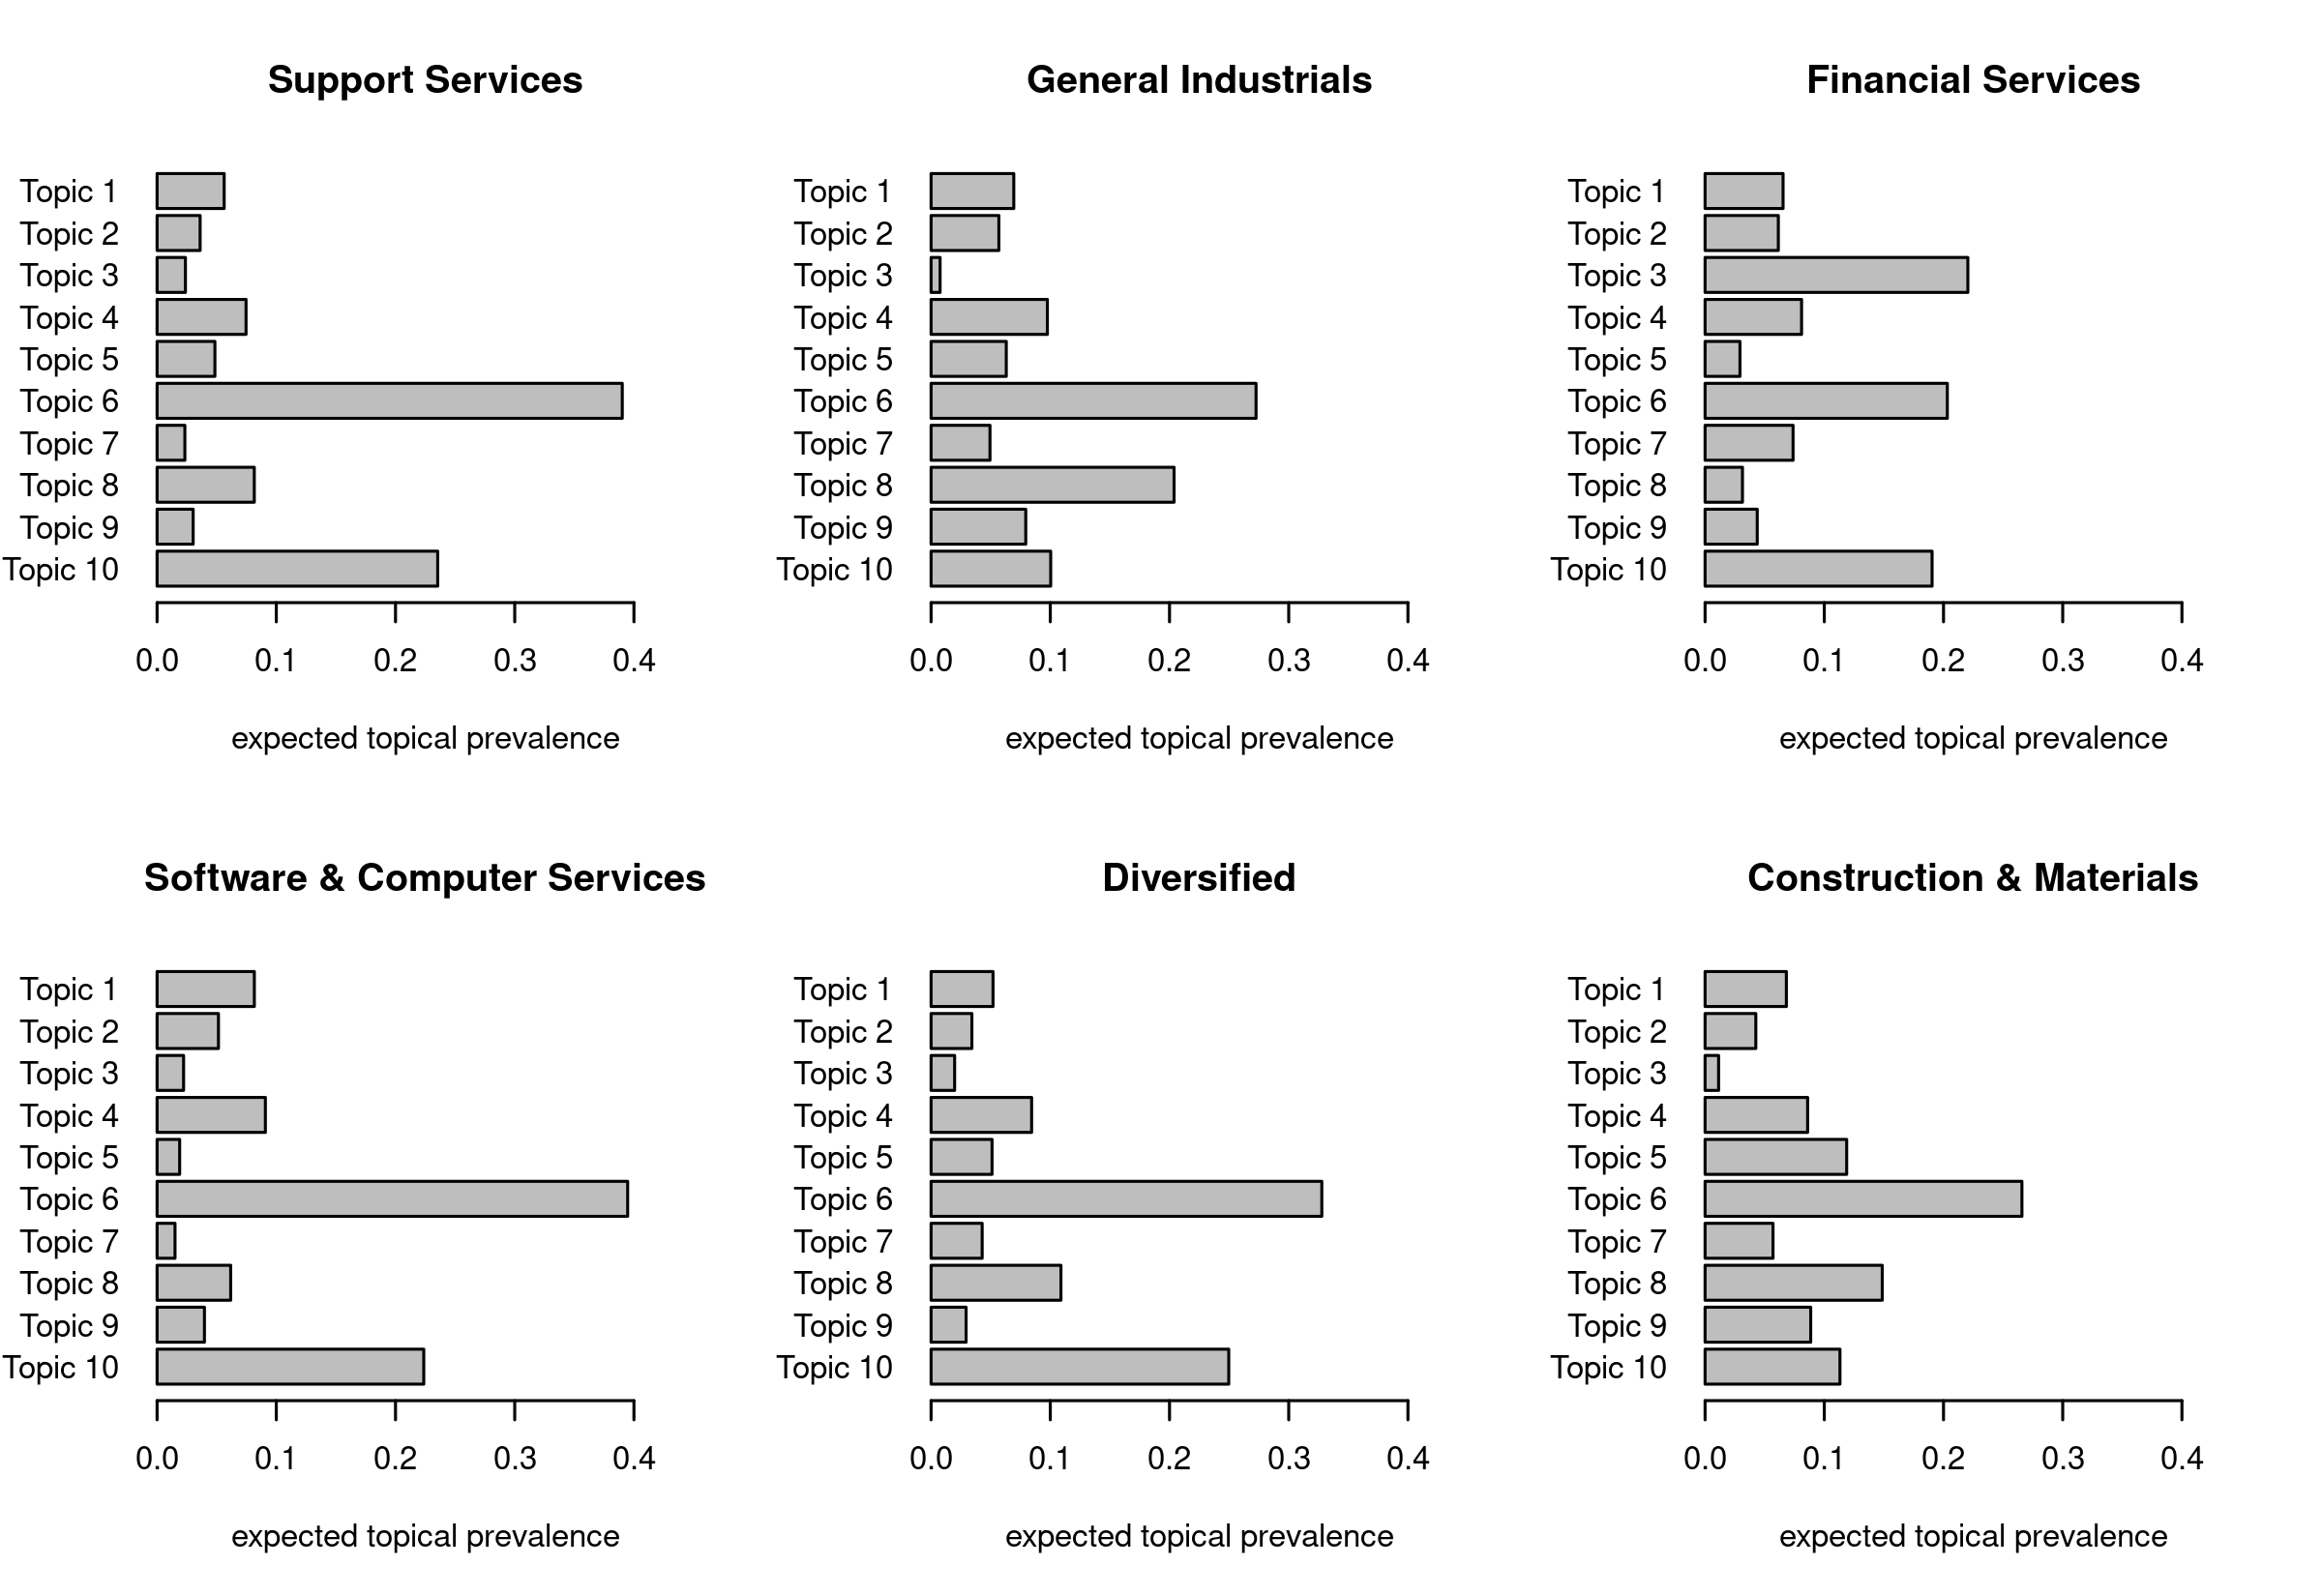 Support Services
Topic 1
Topic 2
Topic 3
Topic 4
Topic 5
Topic 6
Topic 7
Topic 8
Topic 9
Topic 10
0.0 0.1 0.2 0.3 0.4
expected topical prevalence
General Industrials
Topic 1
Topic 2
Topic 3
Topic 4
Topic 5
Topic 6
Topic 7
Topic 8
Topic 9
Topic 10
0.0 0.1 0.2 0.3 0.4
expected topical prevalence
Financial Services
Topic 1
Topic 2
Topic 3
Topic 4
Topic 5
Topic 6
Topic 7
Topic 8
Topic 9
Topic 10
0.0 0.1 0.2 0.3 0.4
expected topical prevalence
Software & Computer Services
Topic 1
Topic 2
Topic 3
Topic 4
Topic 5
Topic 6
Topic 7
Topic 8
Topic 9
Topic 10
0.0 0.1 0.2 0.3 0.4
expected topical prevalence
Diversified
Topic 1
Topic 2
Topic 3
Topic 4
Topic 5
Topic 6
Topic 7
Topic 8
Topic 9
Topic 10
0.0 0.1 0.2 0.3 0.4
expected topical prevalence
Construction & Materials
Topic 1
Topic 2
Topic 3
Topic 4
Topic 5
Topic 6
Topic 7
Topic 8
Topic 9
Topic 10
0.0 0.1 0.2 0.3 0.4
expected topical prevalence